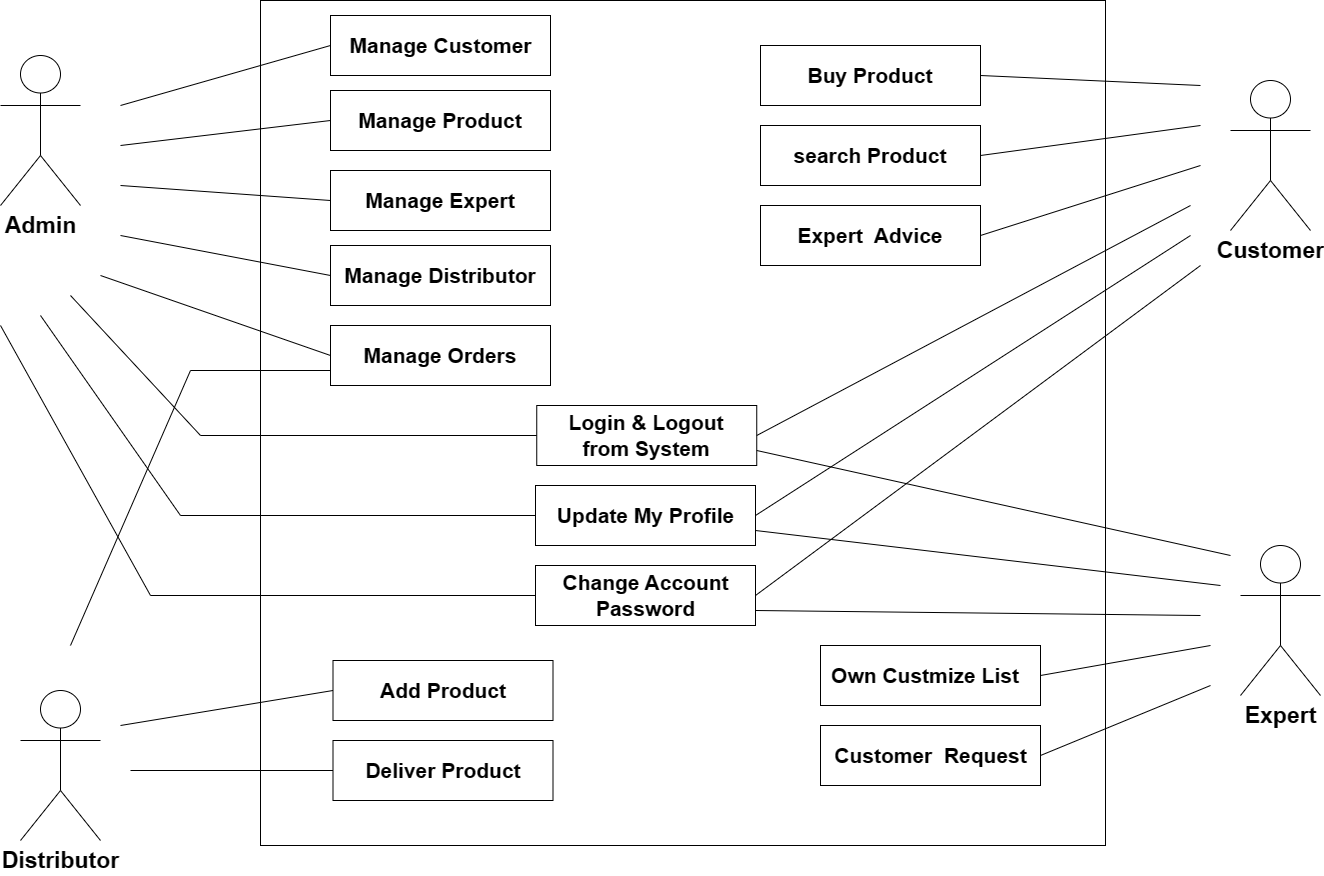 Manage Customer
Buy Product
Manage Product
search Product
Manage Expert
Admin
Expert  Advice
Customer
Manage Distributor
Manage Orders
Login & Logout
from System
Update My Profile
Change Account
Password
Own Custmize List
Add Product
Expert
Customer  Request
Deliver Product
Distributor